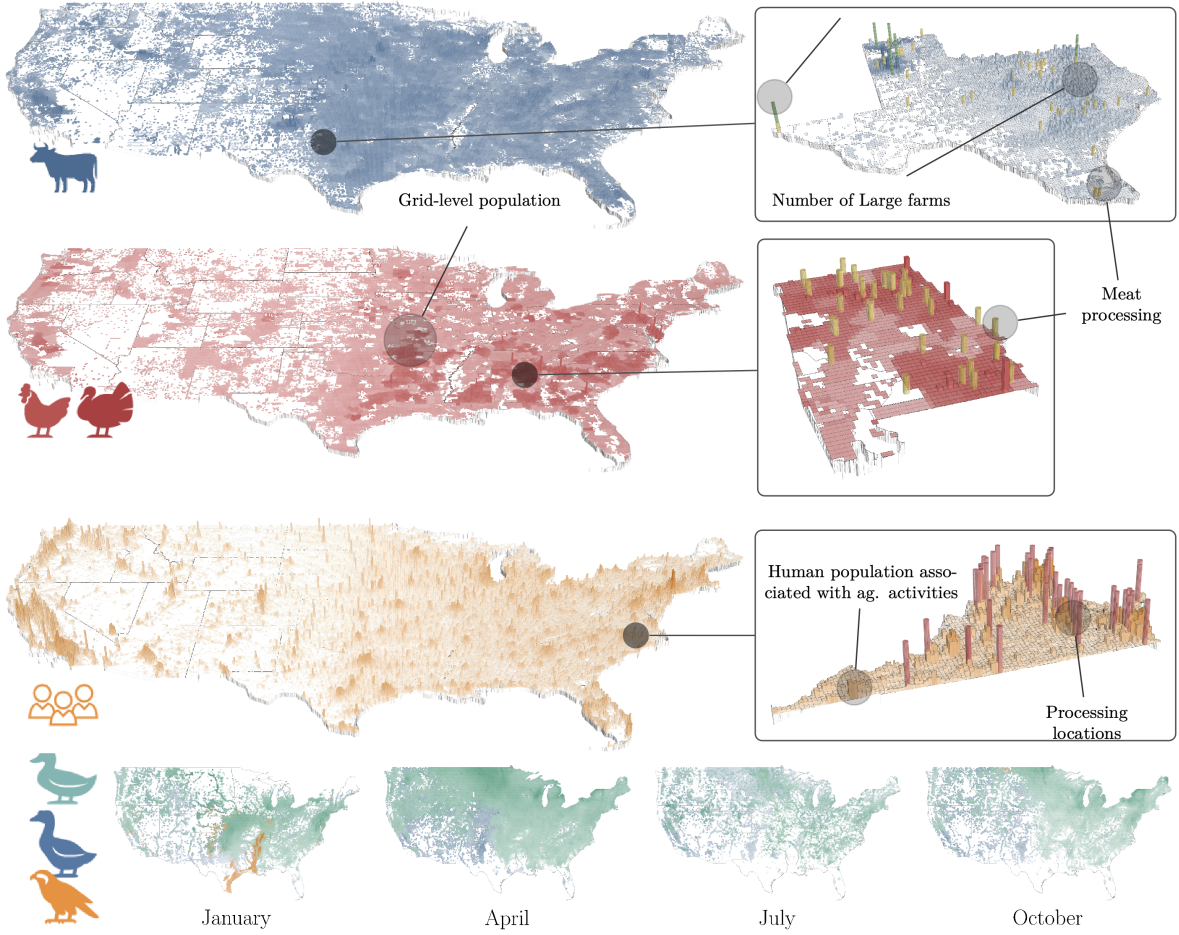 Grid-level population
Number of Large farms
Meat
processing
Human population asso-
ciated with ag. activities
Processing
locations
January
April
July
October